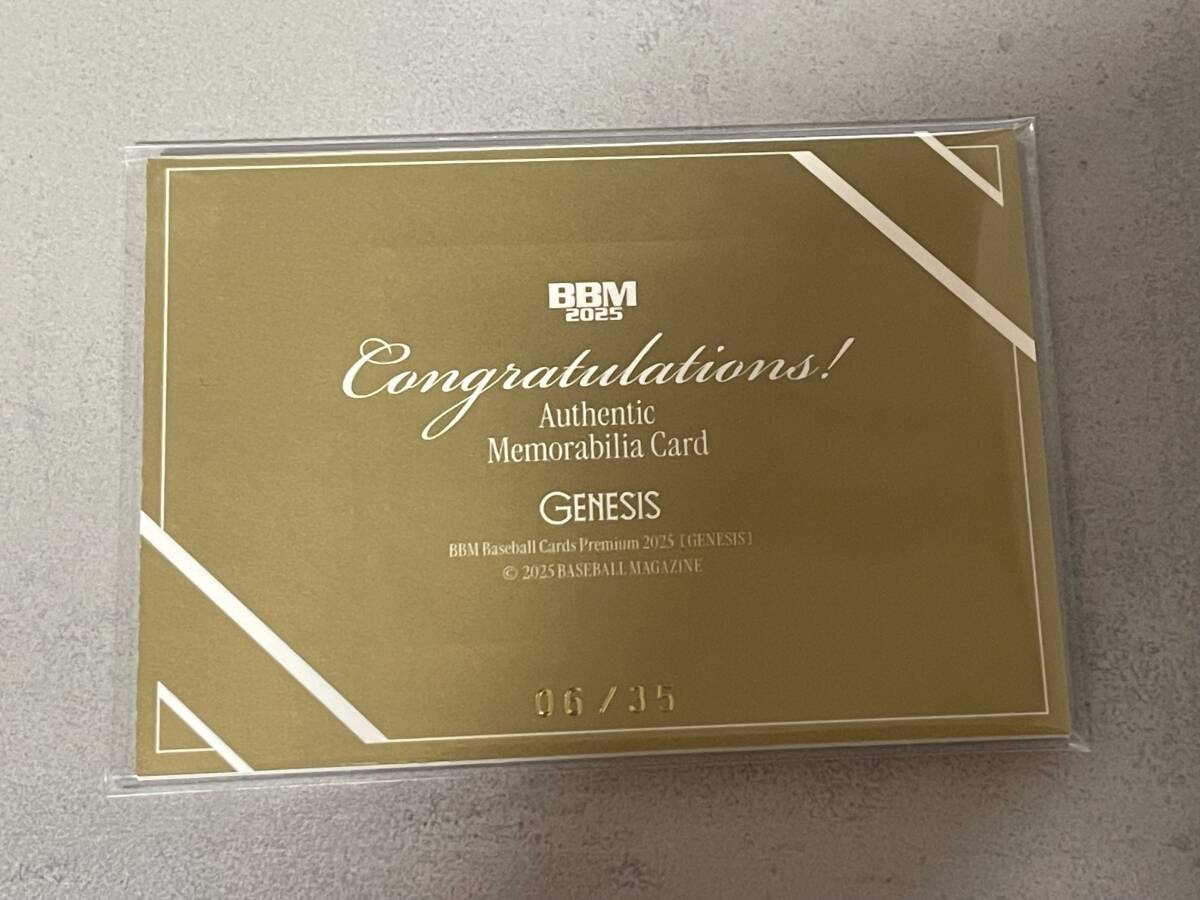 BBM
2025
Congratulations!
Authentic
Memorabilia Card
GENESIS
BBM Baseball Cards Premium 2025 [GENESIS]
© 2025 BASEBALL MAGAZINE
06/35